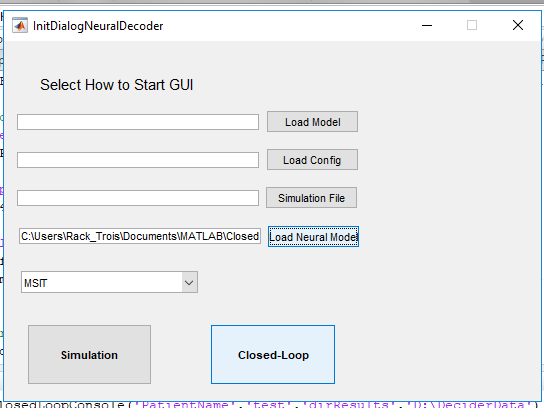 InitDialogNeuralDecoder
Select How to Start GUI
Load Model
Load Config
Simulation File
C:\Users\Rack_Trois\Documents\MATLAB\Closed
Load Neural Model
MSIT
Simulation
Closed-Loop
losedLoopConsole('PatientName','test','dirResults','D:\DeciderData')